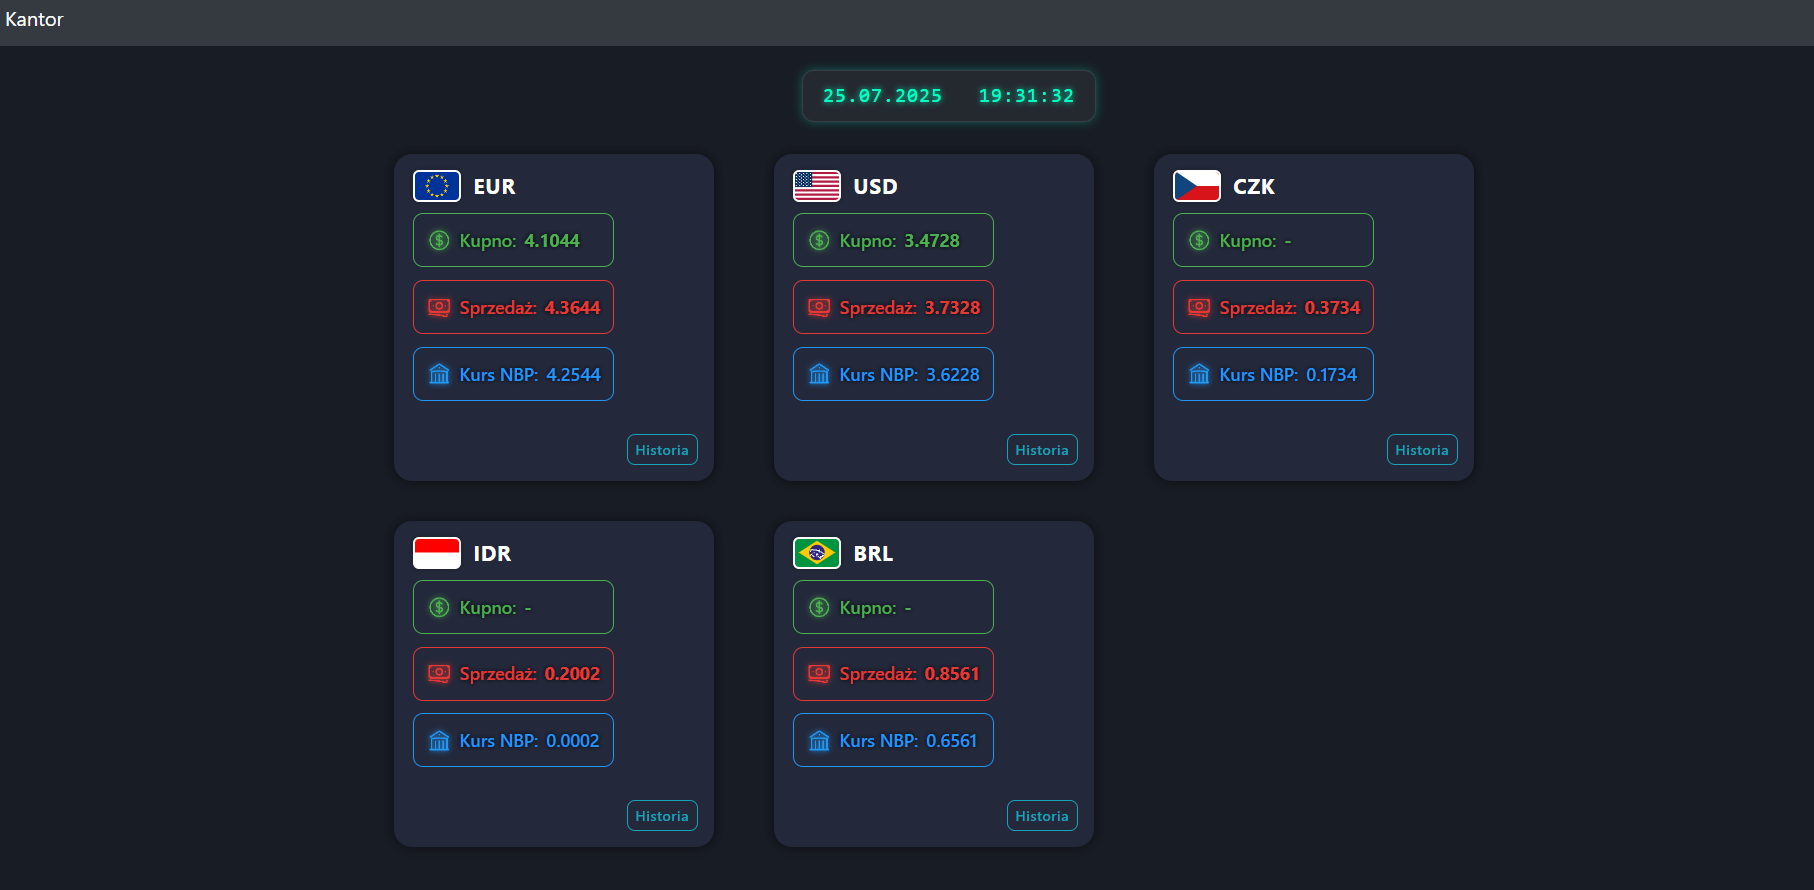 Kantor
25.07.2025 19:31:32
EUR
Kupno: 4.1044
Sprzedaż: 4.3644
Kurs NBP: 4.2544
Historia
USD
Kupno: 3.4728
Sprzedaż: 3.7328
Kurs NBP: 3.6228
Historia
CZK
Kupno: -
Sprzedaż: 0.3734
Kurs NBP: 0.1734
Historia
IDR
Kupno: -
Sprzedaż: 0.2002
Kurs NBP: 0.0002
Historia
BRL
Kupno: -
Sprzedaż: 0.8561
Kurs NBP: 0.6561
Historia